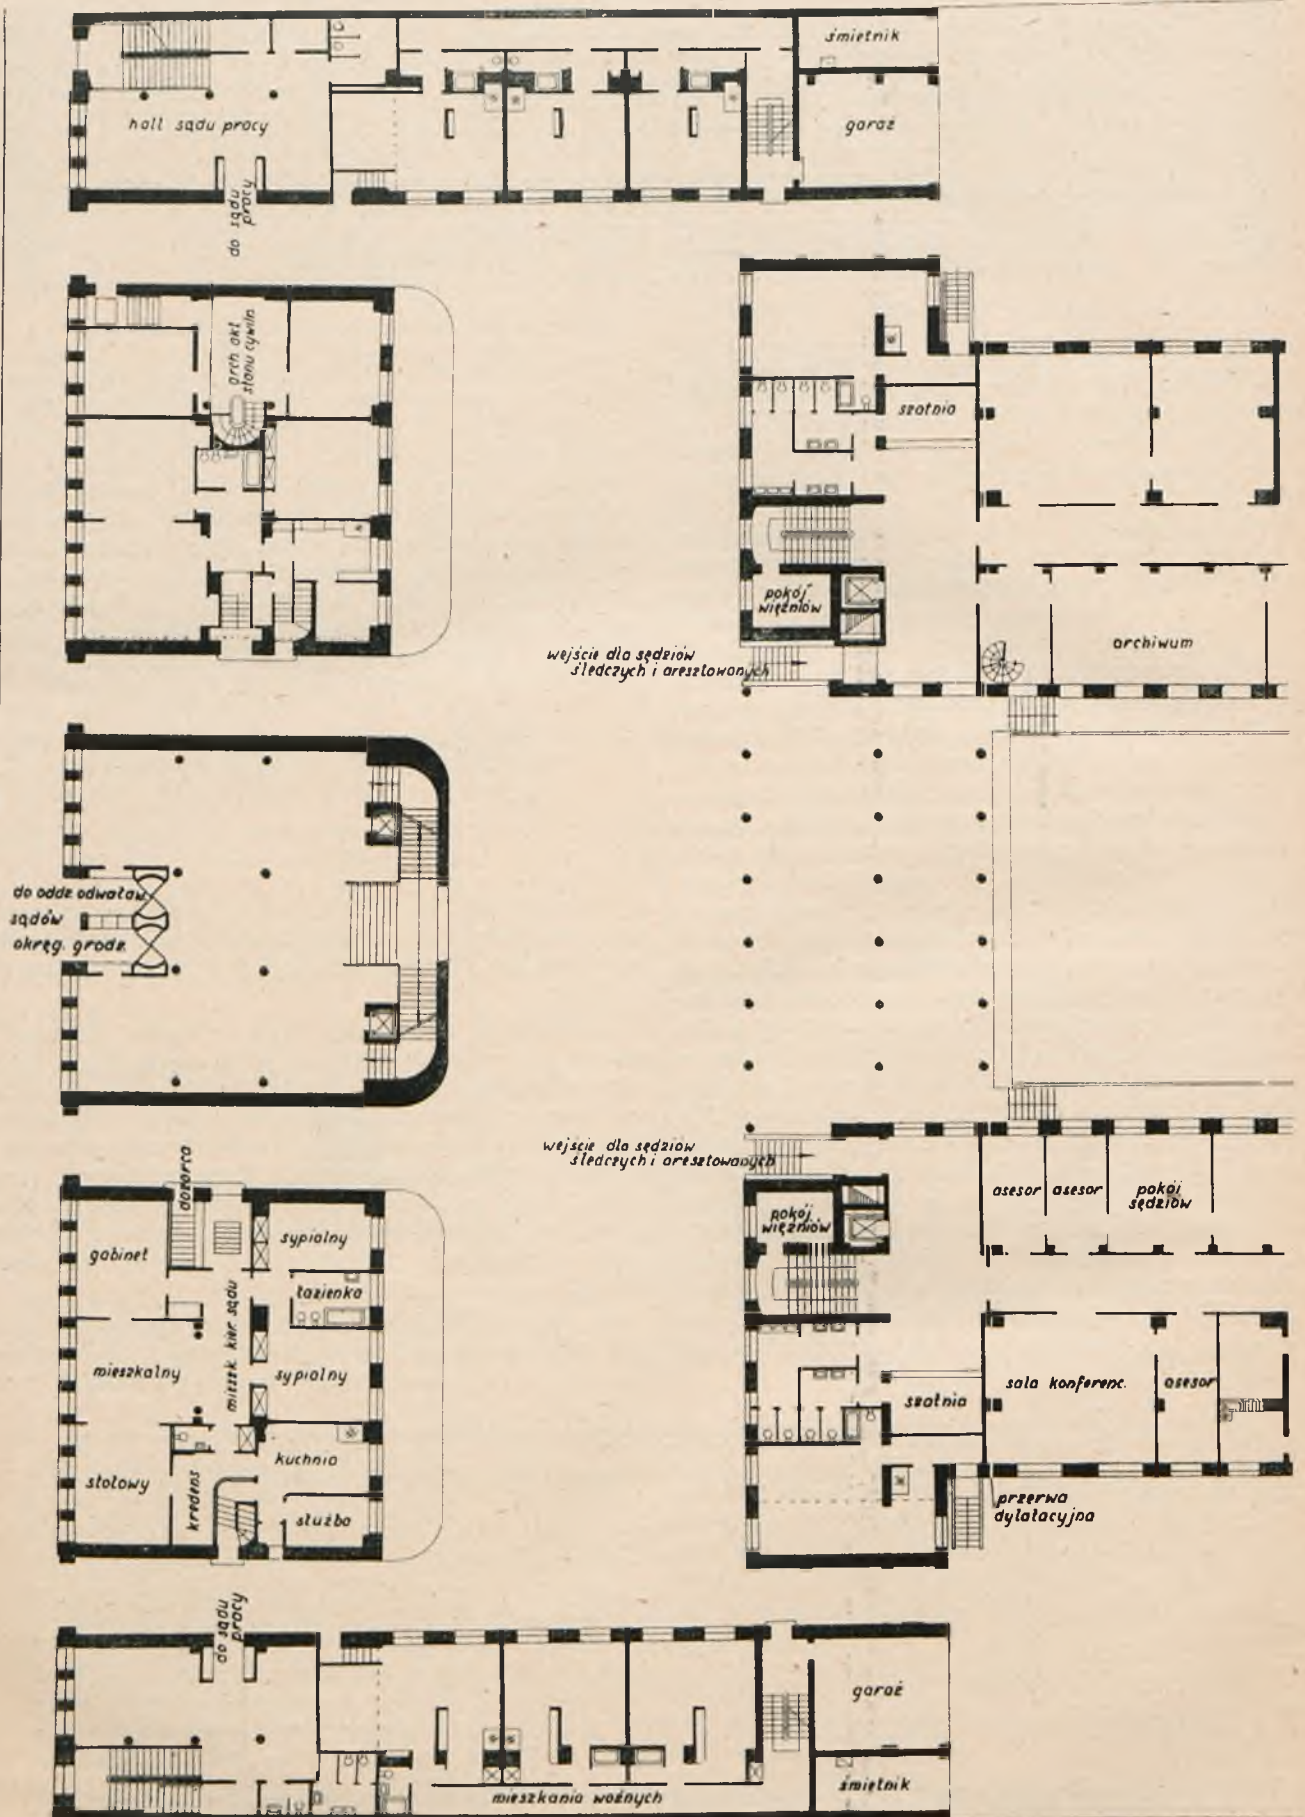 śmietnik
hall sądu pracy
garaż
do sądu
pracy
arch. akt
stanu cywiln.
szatnia
pokój
więźniów
archiwum
wejście dla sędziów
śledczych i aresztowanych
do oddz. odwoław.
sądów
okręg. grodz.
wejście dla sędziów
śledczych i aresztowanych
dozorca
gabinet
sypialny
łazienka
mieszk. kier. sądu
mieszkalny
sypialny
kuchnia
stołowy
kredens
służba
asesor
asesor
pokój
sędziów
pokój
więźniów
szatnia
sala konferenc.
asesor
przerwa
dylatacyjna
do sądu
pracy
garaż
mieszkania woźnych
śmietnik